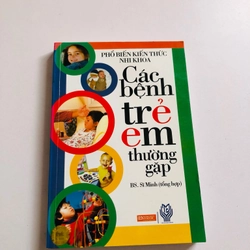 PHỔ BIẾN KIẾN THỨC
NHI KHOA
Các
bệnh
trẻ
em
thường
gặp
BS. Sĩ Minh (tổng hợp)